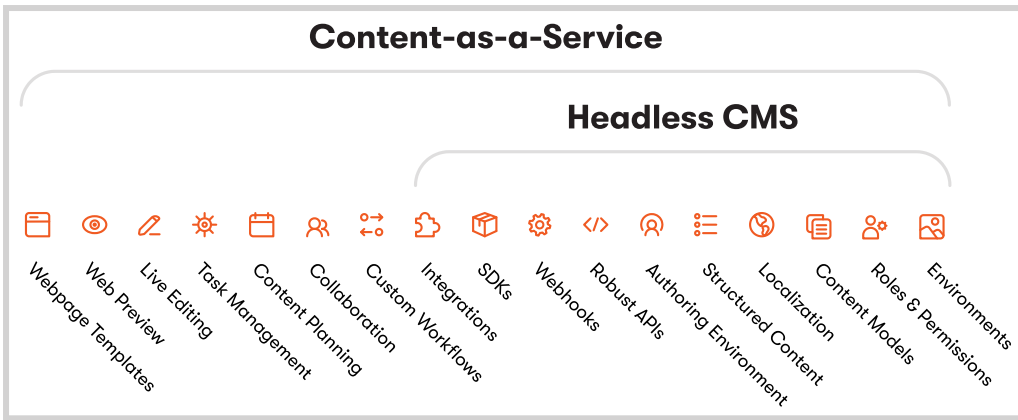 Content-as-a-Service
Headless CMS
Webpage Templates
Web Preview
Live Editing
Task Management
Content Planning
Collaboration
Custom Workflows
Integrations
SDKs
Webhooks
Robust APIs
Authoring Environment
Structured Content
Localization
Content Models
Roles & Permissions
Environments